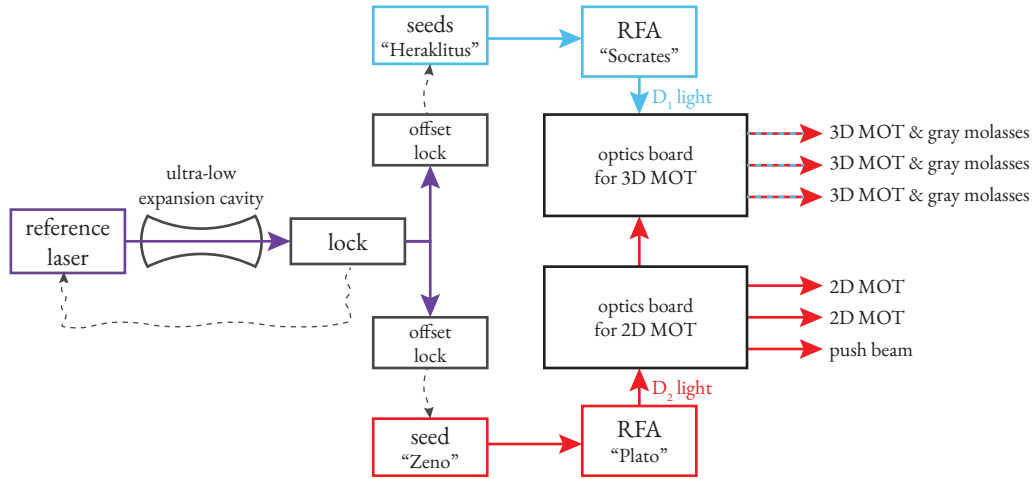 seeds
“Heraklitus”
RFA
“Socrates”
D₁ light
offset
lock
optics board
for 3D MOT
3D MOT & gray molasses
3D MOT & gray molasses
3D MOT & gray molasses
ultra-low
expansion cavity
reference
laser
lock
optics board
for 2D MOT
2D MOT
2D MOT
push beam
offset
lock
D₂ light
seed
“Zeno”
RFA
“Plato”